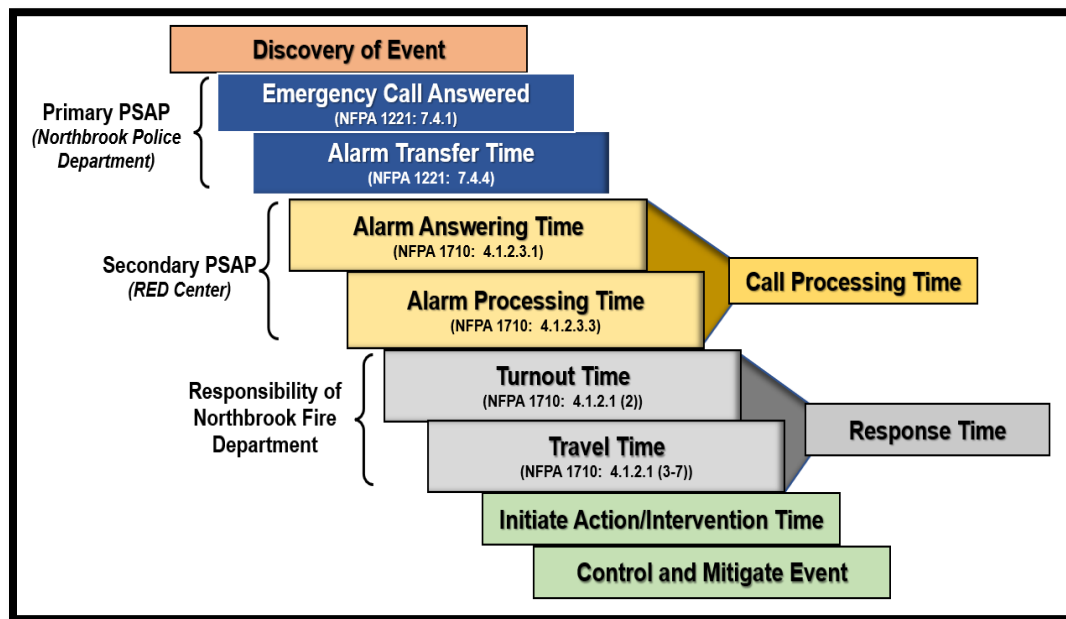 Discovery of Event
Primary PSAP
(Northbrook Police
Department)
Emergency Call Answered
(NFPA 1221: 7.4.1)
Alarm Transfer Time
(NFPA 1221: 7.4.4)
Secondary PSAP
(RED Center)
Alarm Answering Time
(NFPA 1710: 4.1.2.3.1)
Alarm Processing Time
(NFPA 1710: 4.1.2.3.3)
Call Processing Time
Responsibility of
Northbrook Fire
Department
Turnout Time
(NFPA 1710: 4.1.2.1 (2))
Travel Time
(NFPA 1710: 4.1.2.1 (3-7))
Response Time
Initiate Action/Intervention Time
Control and Mitigate Event